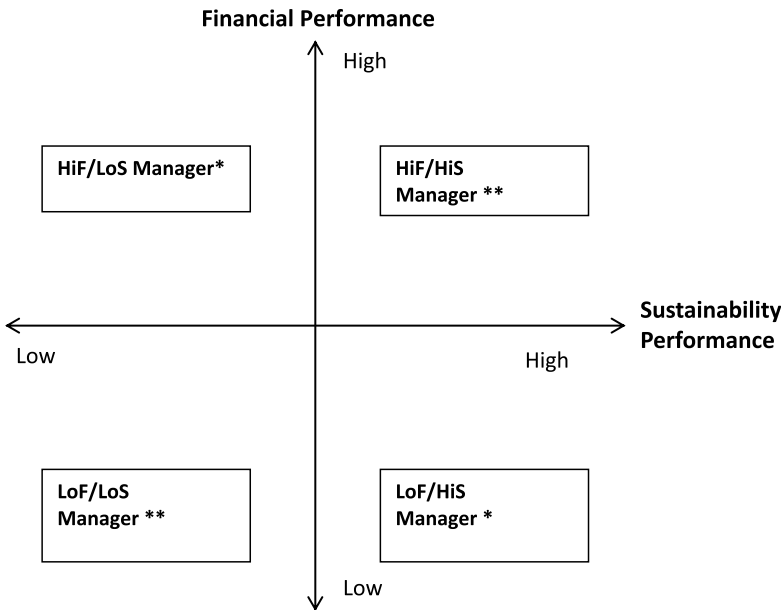 Financial Performance
High
HiF/LoS Manager*
HiF/HiS
Manager **
Sustainability
Performance
Low
High
LoF/LoS
Manager **
LoF/HiS
Manager *
Low